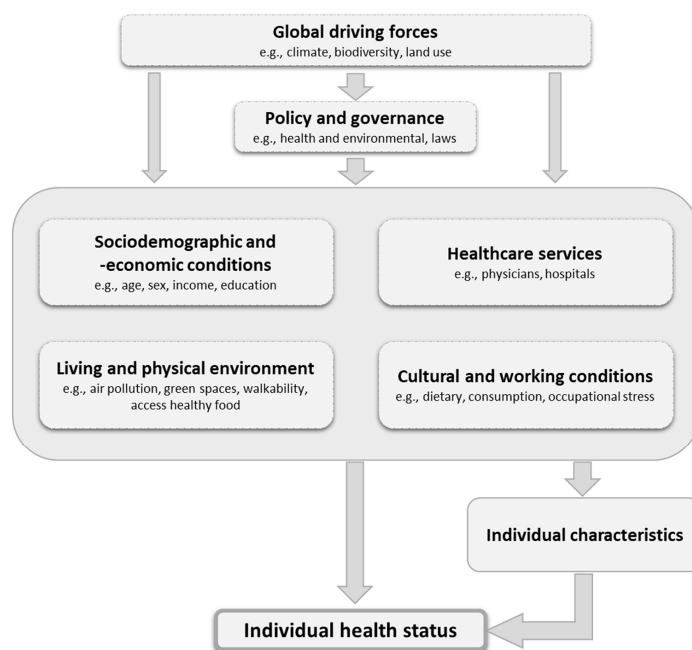 Global driving forces
e.g., climate, biodiversity, land use
Policy and governance
e.g., health and environmental, laws
Sociodemographic and
-economic conditions
e.g., age, sex, income, education
Healthcare services
e.g., physicians, hospitals
Living and physical environment
e.g., air pollution, green spaces, walkability,
access healthy food
Cultural and working conditions
e.g., dietary, consumption, occupational stress
Individual characteristics
Individual health status